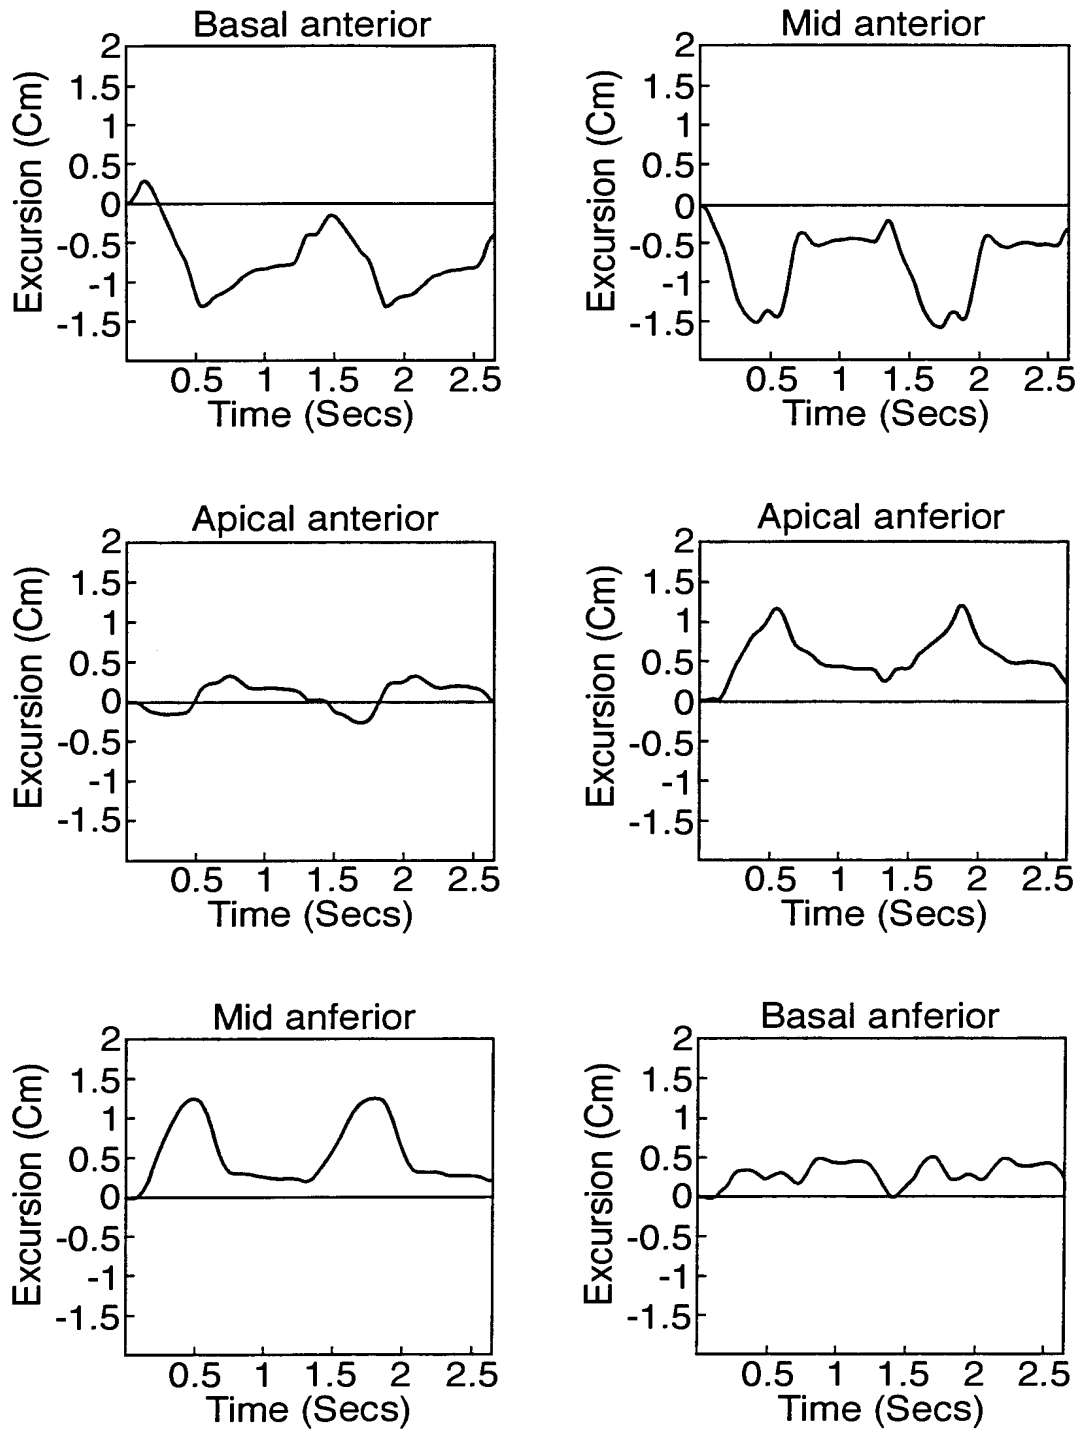 Basal anterior
2
1.5
1
0.5
0
-0.5
-1
-1.5
Excursion (Cm)
0.5 1 1.5 2 2.5
Time (Secs)
Mid anterior
2
1.5
1
0.5
0
-0.5
-1
-1.5
Excursion (Cm)
0.5 1 1.5 2 2.5
Time (Secs)
Apical anterior
2
1.5
1
0.5
0
-0.5
-1
-1.5
Excursion (Cm)
0.5 1 1.5 2 2.5
Time (Secs)
Apical anferior
2
1.5
1
0.5
0
-0.5
-1
-1.5
Excursion (Cm)
0.5 1 1.5 2 2.5
Time (Secs)
Mid anferior
2
1.5
1
0.5
0
-0.5
-1
-1.5
Excursion (Cm)
0.5 1 1.5 2 2.5
Time (Secs)
Basal anferior
2
1.5
1
0.5
0
-0.5
-1
-1.5
Excursion (Cm)
0.5 1 1.5 2 2.5
Time (Secs)